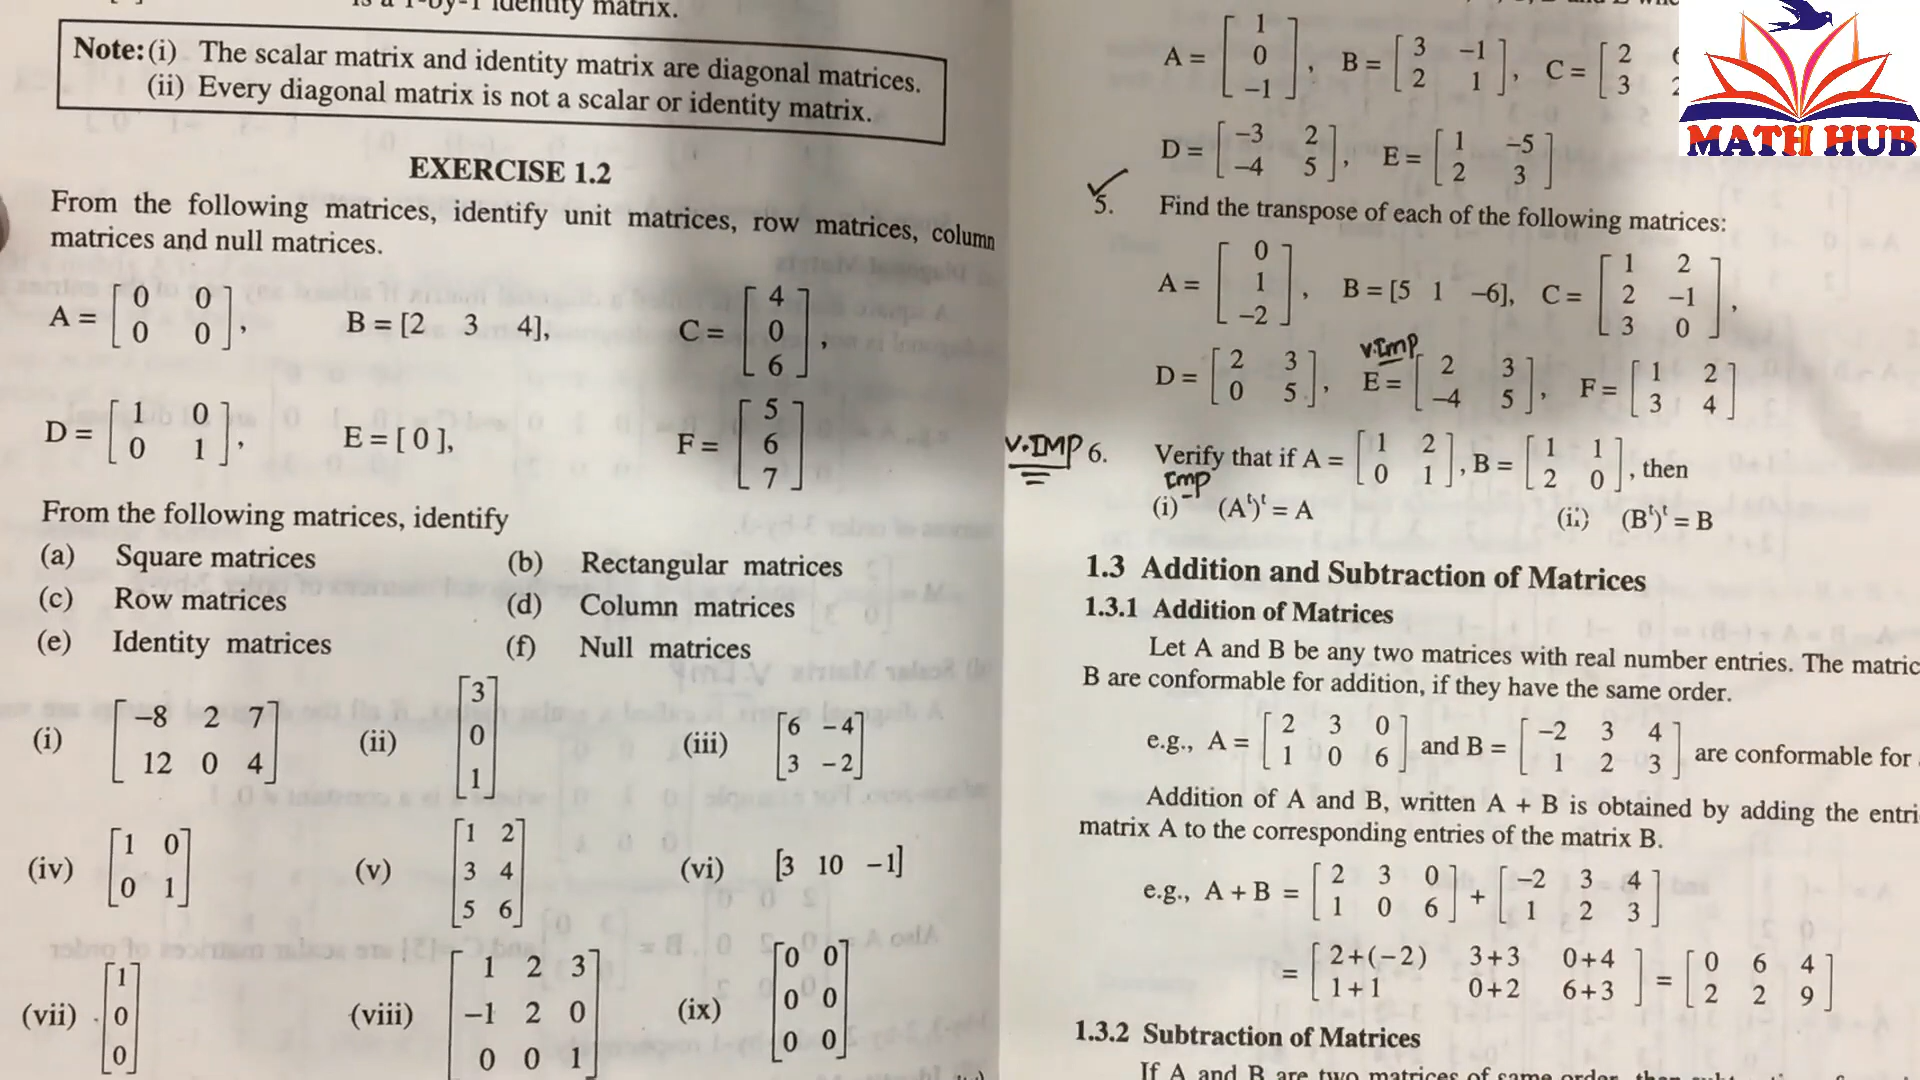 is a 1-by-1 identity matrix.
Note: (i) The scalar matrix and identity matrix are diagonal matrices.
(ii) Every diagonal matrix is not a scalar or identity matrix.
EXERCISE 1.2
From the following matrices, identify unit matrices, row matrices, column
matrices and null matrices.
A = [0 0
0 0],
B = [2 3 4],
C = [4
0
6],
D = [1 0
0 1],
E = [ 0 ],
F = [5
6
7]
From the following matrices, identify
(a) Square matrices (b) Rectangular matrices
(c) Row matrices (d) Column matrices
(e) Identity matrices (f) Null matrices
(i) [–8 2 7
12 0 4]
(ii) [3
0
1]
(iii) [6 –4
3 –2]
(iv) [1 0
0 1]
(v) [1 2
3 4
5 6]
(vi) [3 10 –1]
(vii) [1
0
0]
(viii) [1 2 3
–1 2 0
0 0 1]
(ix) [0 0
0 0
0 0]
A = [1
0
–1],
B = [3 –1
2 1],
C = [2
3
D = [–3 2
–4 5],
E = [1 –5
2 3]
MATH HUB
5. Find the transpose of each of the following matrices:
A = [0
1
–2],
B = [5 1 –6],
C = [1 2
2 –1
3 0],
D = [2 3
0 5],
V.Imp
E = [2 3
–4 5],
F = [1 2
3 4]
V.IMP 6. Verify that if A = [1 2
0 1], B = [1 1
2 0], then
Imp
(i) (Aᵗ)ᵗ = A (ii) (Bᵗ)ᵗ = B
1.3 Addition and Subtraction of Matrices
1.3.1 Addition of Matrices
Let A and B be any two matrices with real number entries. The matric
B are conformable for addition, if they have the same order.
e.g., A = [2 3 0
1 0 6] and B = [–2 3 4
1 2 3] are conformable for
Addition of A and B, written A + B is obtained by adding the entri
matrix A to the corresponding entries of the matrix B.
e.g., A + B = [2 3 0
1 0 6] + [–2 3 4
1 2 3]
= [2+(–2) 3+3 0+4
1+1 0+2 6+3] = [0 6 4
2 2 9]
1.3.2 Subtraction of Matrices
If A and B are two matrices of same order, then